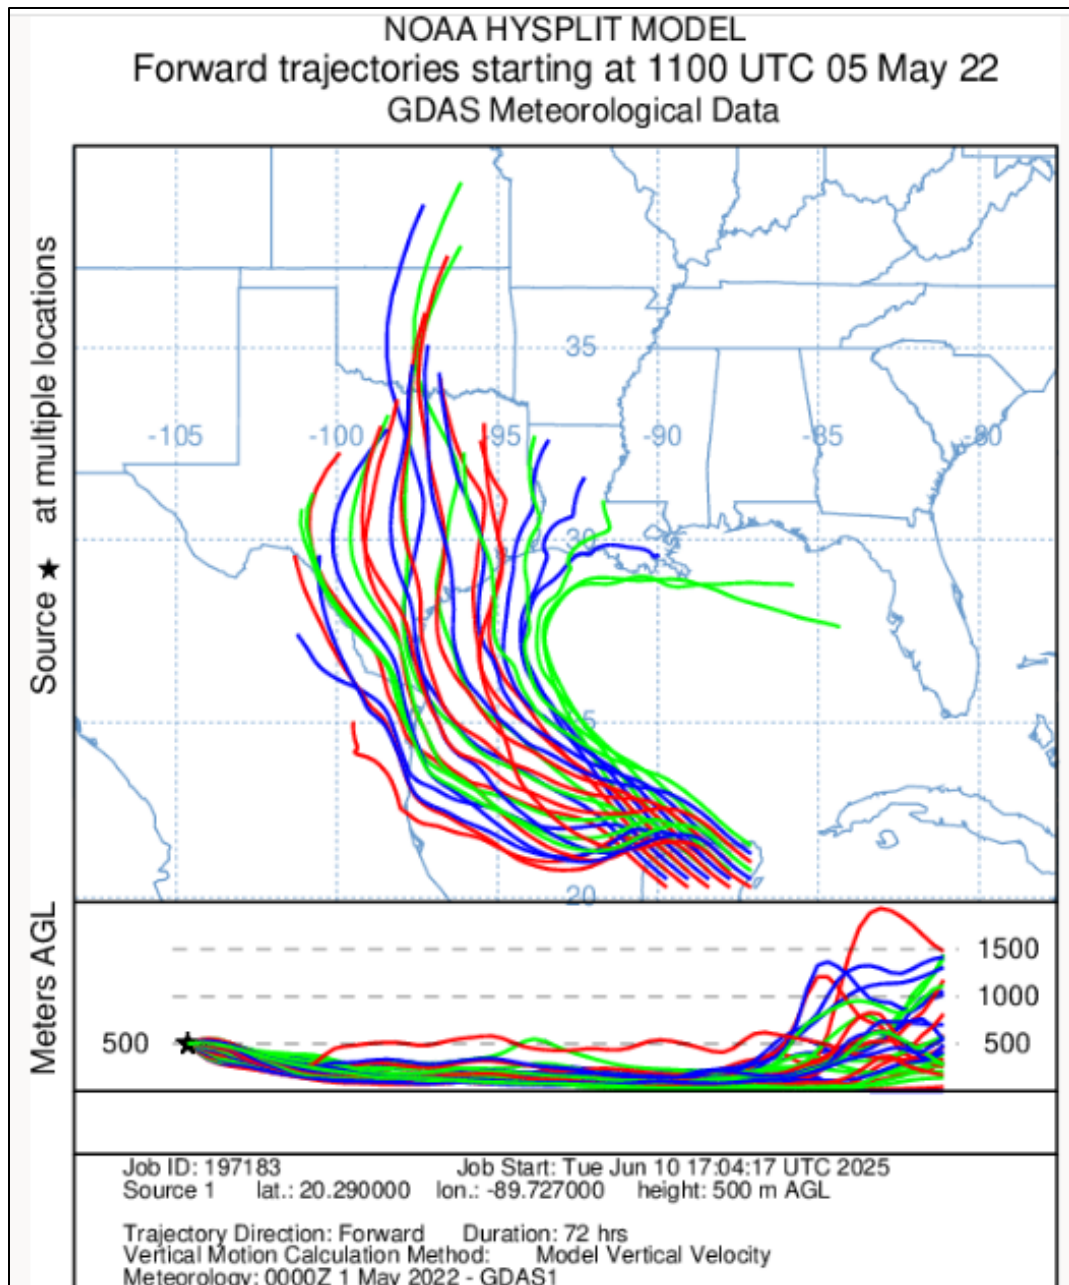 NOAA HYSPLIT MODEL
Forward trajectories starting at 1100 UTC 05 May 22
GDAS Meteorological Data
Source ★ at multiple locations
35
-105 -100 -95 -90 -85 -80
30
25
20
Meters AGL
1500
1000
500 500
Job ID: 197183 Job Start: Tue Jun 10 17:04:17 UTC 2025
Source 1 lat.: 20.290000 lon.: -89.727000 height: 500 m AGL
Trajectory Direction: Forward Duration: 72 hrs
Vertical Motion Calculation Method: Model Vertical Velocity
Meteorology: 0000Z 1 May 2022 - GDAS1